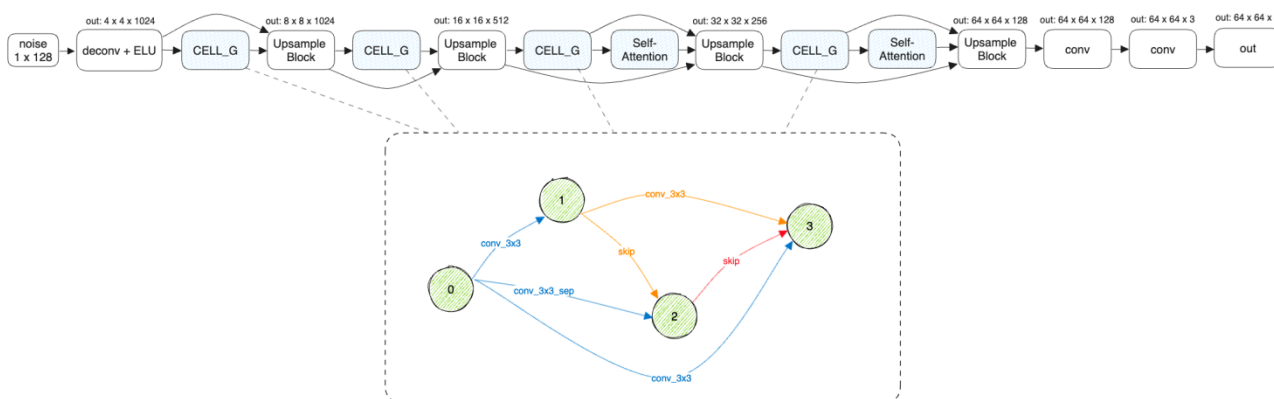 out: 4 x 4 x 1024
out: 8 x 8 x 1024
out: 16 x 16 x 512
out: 32 x 32 x 256
out: 64 x 64 x 128
out: 64 x 64 x 128
out: 64 x 64 x 3
out: 64 x 64 x
noise
1 x 128
deconv + ELU
CELL_G
Upsample
Block
CELL_G
Upsample
Block
CELL_G
Self-
Attention
Upsample
Block
CELL_G
Self-
Attention
Upsample
Block
conv
conv
out
1
conv_3x3
3
conv_3x3
skip
skip
0
conv_3x3_sep
2
conv_3x3